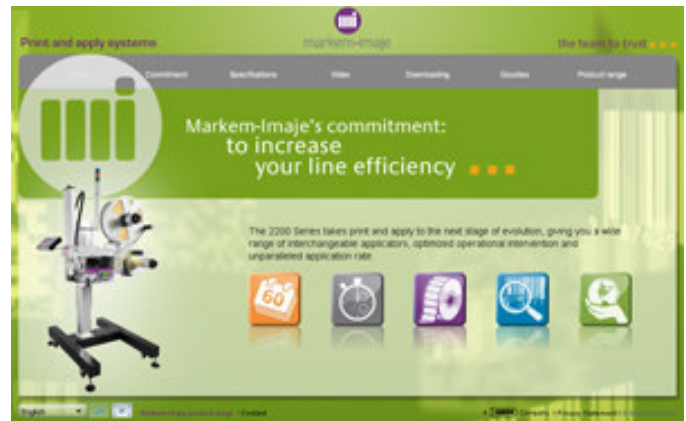 Print and apply systems
markem-imaje
the team to trust
Commitment Specifications Video Downloading Goodies Product range
Markem-Imaje's commitment:
to increase
your line efficiency
The 2200 Series takes print and apply to the next stage of evolution, giving you a wide
range of interchangeable applicators, optimized operational intervention and
unparalleled application rate.
60
English
Contact
Privacy Statement